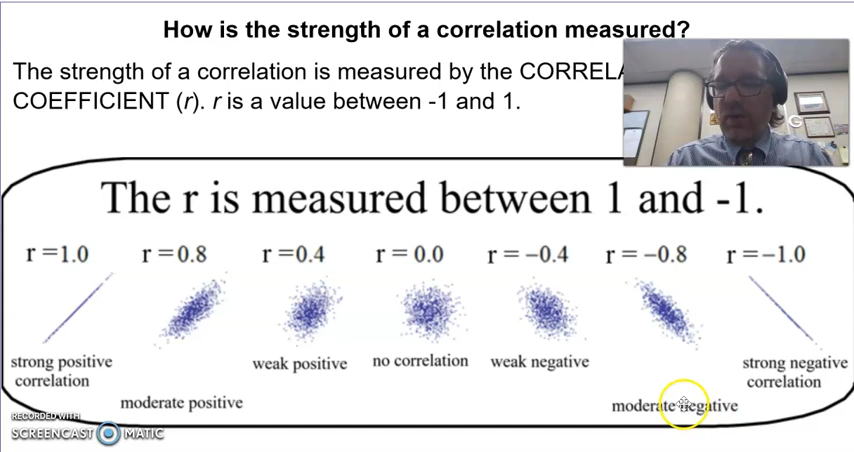 How is the strength of a correlation measured?
The strength of a correlation is measured by the
COEFFICIENT (r). r is a value between -1 and 1.
The r is measured between 1 and -1.
r =1.0 r =0.8 r =0.4 r = 0.0 r = −0.4 r = −0.8 r = −1.0
strong positive weak positive no correlation weak negative strong negative
correlation correlation
moderate positive moderate negative
RECORDED WITH
SCREENCAST MATIC